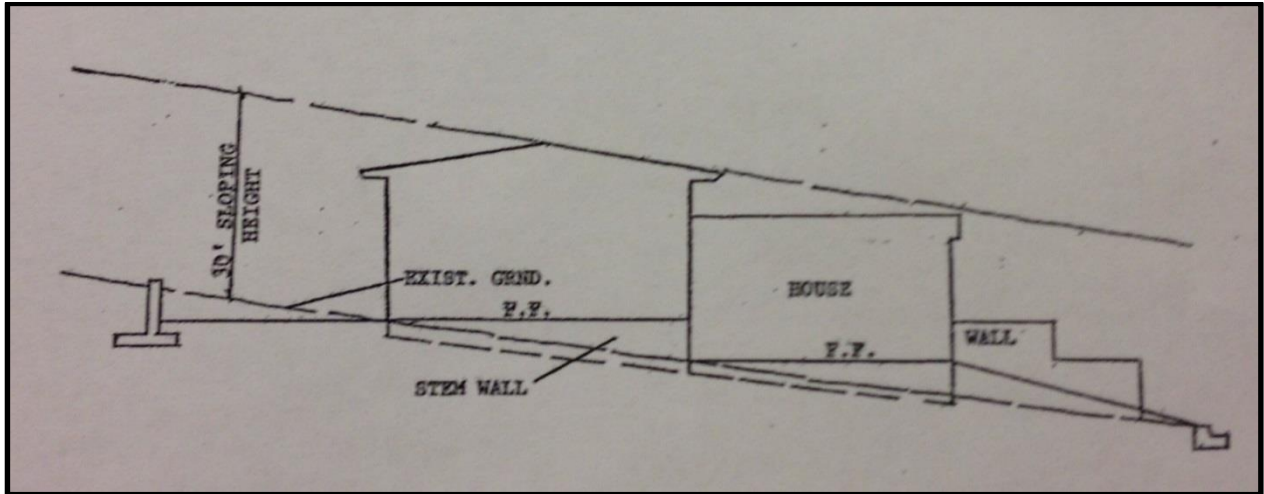 30' SLOPING
HEIGHT
EXIST. GRND.
F.F.
HOUSE
F.F.
WALL
STEM WALL